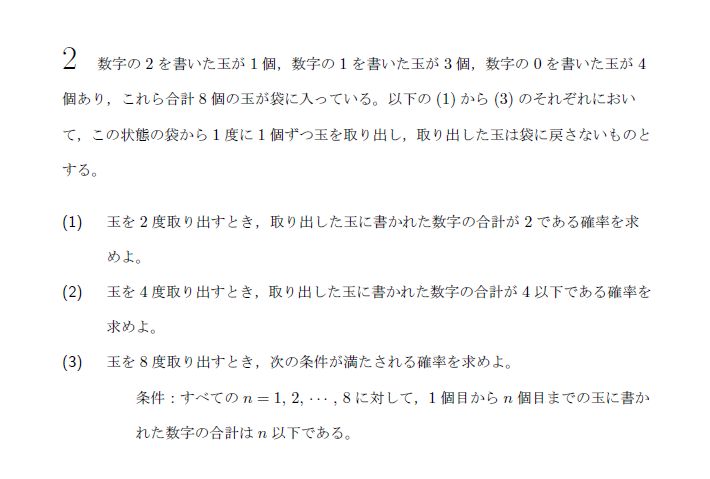 2 数字の 2 を書いた玉が 1 個，数字の 1 を書いた玉が 3 個，数字の 0 を書いた玉が 4
個あり，これら合計 8 個の玉が袋に入っている。以下の (1) から (3) のそれぞれにおい
て，この状態の袋から 1 度に 1 個ずつ玉を取り出し，取り出した玉は袋に戻さないものと
する。
(1) 玉を 2 度取り出すとき，取り出した玉に書かれた数字の合計が 2 である確率を求
めよ。
(2) 玉を 4 度取り出すとき，取り出した玉に書かれた数字の合計が 4 以下である確率を
求めよ。
(3) 玉を 8 度取り出すとき，次の条件が満たされる確率を求めよ。
条件：すべての n = 1, 2, ⋯ , 8 に対して，1 個目から n 個目までの玉に書か
れた数字の合計は n 以下である。